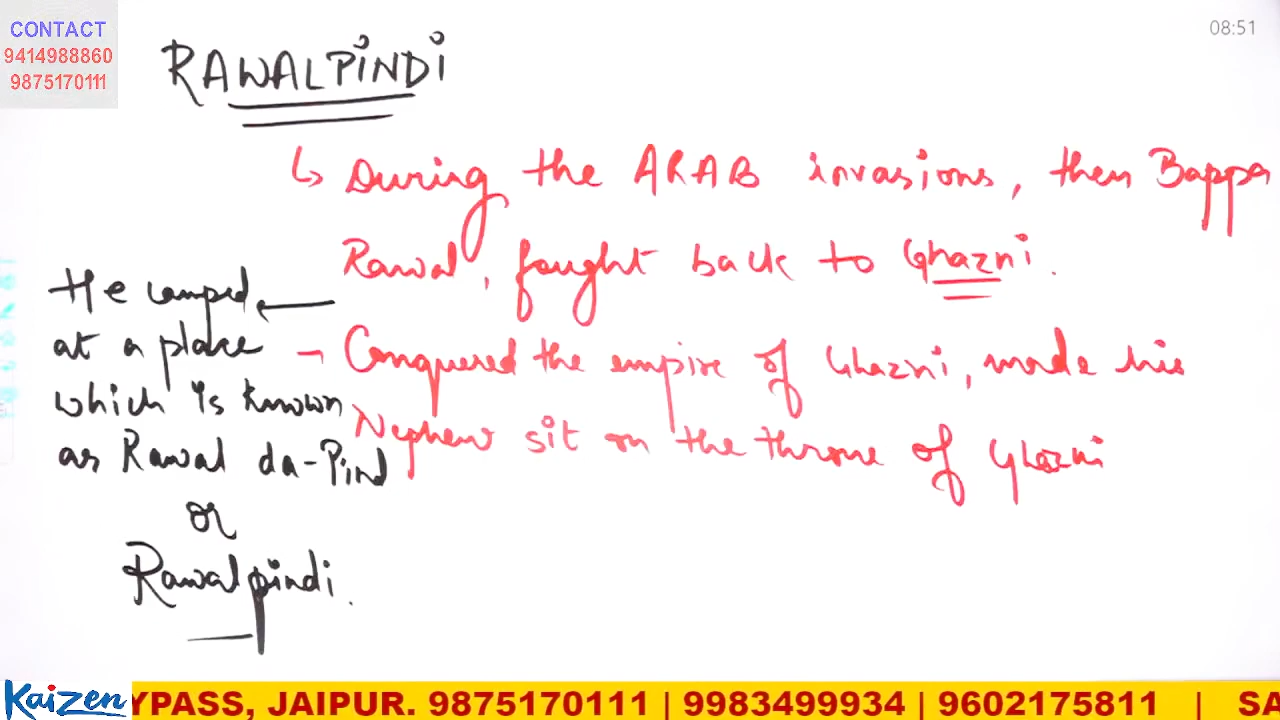 CONTACT
9414988860
9875170111
08:51
RAWALPINDI
↳ During the ARAB invasions, then Bappa
Rawal, fought back to Ghazni.
- Conquered the empire of Ghazni, made his
Nephew sit on the throne of Ghazni
He camped
at a place
which is known
as Rawal da-Pind
or
Rawalpindi.
Kaizen
YPASS, JAIPUR. 9875170111 | 9983499934 | 9602175811 | SA